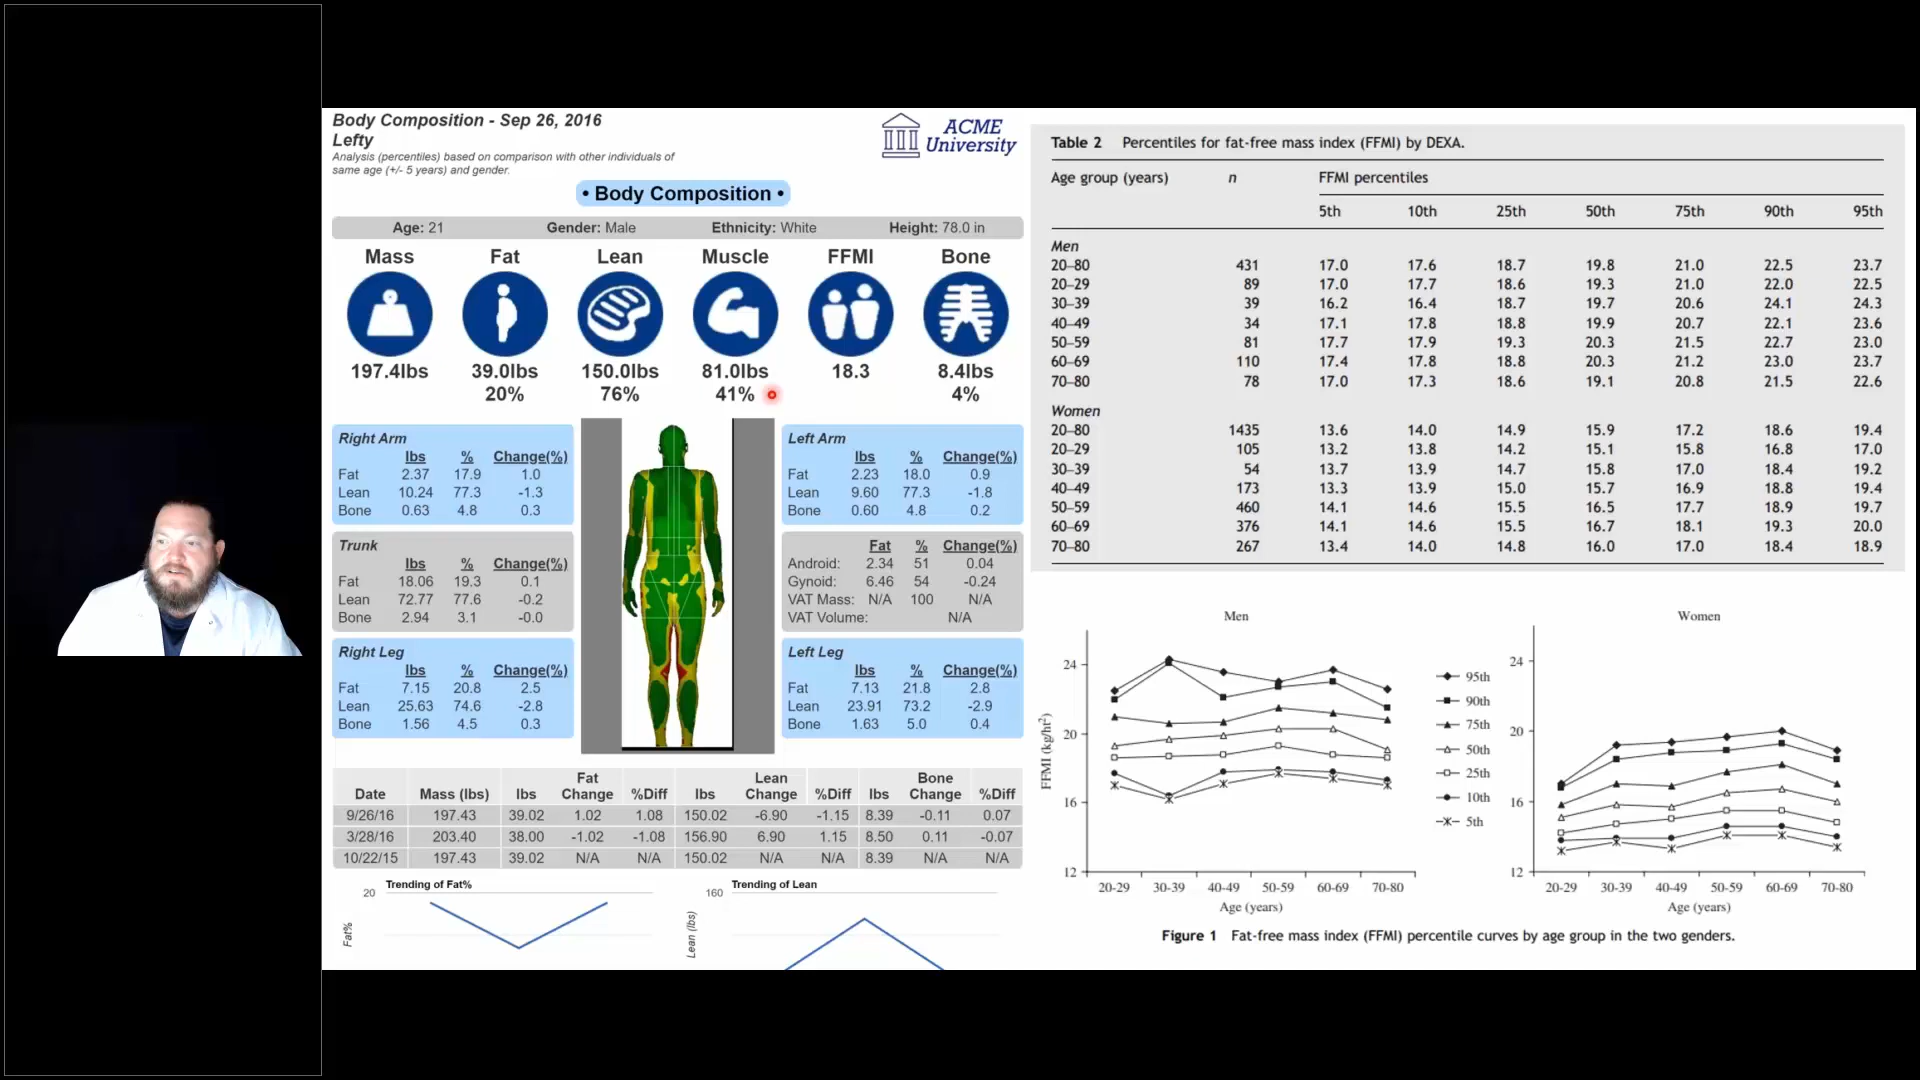 Body Composition - Sep 26, 2016
Lefty
Analysis (percentiles) based on comparison with other individuals of
same age (+/- 5 years) and gender.
ACME
University
• Body Composition •
Age: 21 Gender: Male Ethnicity: White Height: 78.0 in
Mass Fat Lean Muscle FFMI Bone
197.4lbs 39.0lbs 150.0lbs 81.0lbs 18.3 8.4lbs
20% 76% 41% 4%
Right Arm
lbs % Change(%)
Fat 2.37 17.9 1.0
Lean 10.24 77.3 -1.3
Bone 0.63 4.8 0.3
Left Arm
lbs % Change(%)
Fat 2.23 18.0 0.9
Lean 9.60 77.3 -1.8
Bone 0.60 4.8 0.2
Trunk
lbs % Change(%)
Fat 18.06 19.3 0.1
Lean 72.77 77.6 -0.2
Bone 2.94 3.1 -0.0
Fat % Change(%)
Android: 2.34 51 0.04
Gynoid: 6.46 54 -0.24
VAT Mass: N/A 100 N/A
VAT Volume: N/A
Right Leg
lbs % Change(%)
Fat 7.15 20.8 2.5
Lean 25.63 74.6 -2.8
Bone 1.56 4.5 0.3
Left Leg
lbs % Change(%)
Fat 7.13 21.8 2.8
Lean 23.91 73.2 -2.9
Bone 1.63 5.0 0.4
Fat Lean Bone
Date Mass (lbs) lbs Change %Diff lbs Change %Diff lbs Change %Diff
9/26/16 197.43 39.02 1.02 1.08 150.02 -6.90 -1.15 8.39 -0.11 0.07
3/28/16 203.40 38.00 -1.02 -1.08 156.90 6.90 1.15 8.50 0.11 -0.07
10/22/15 197.43 39.02 N/A N/A 150.02 N/A N/A 8.39 N/A N/A
Trending of Fat%
20
Fat%
Trending of Lean
160
Lean (lbs)
Table 2 Percentiles for fat-free mass index (FFMI) by DEXA.
Age group (years) n FFMI percentiles
5th 10th 25th 50th 75th 90th 95th
Men
20–80 431 17.0 17.6 18.7 19.8 21.0 22.5 23.7
20–29 89 17.0 17.7 18.6 19.3 21.0 22.0 22.5
30–39 39 16.2 16.4 18.7 19.7 20.6 24.1 24.3
40–49 34 17.1 17.8 18.8 19.9 20.7 22.1 23.6
50–59 81 17.7 17.9 19.3 20.3 21.5 22.7 23.0
60–69 110 17.4 17.8 18.8 20.3 21.2 23.0 23.7
70–80 78 17.0 17.3 18.6 19.1 20.8 21.5 22.6
Women
20–80 1435 13.6 14.0 14.9 15.9 17.2 18.6 19.4
20–29 105 13.2 13.8 14.2 15.1 15.8 16.8 17.0
30–39 54 13.7 13.9 14.7 15.8 17.0 18.4 19.2
40–49 173 13.3 13.9 15.0 15.7 16.9 18.8 19.4
50–59 460 14.1 14.6 15.5 16.5 17.7 18.9 19.7
60–69 376 14.1 14.6 15.5 16.7 18.1 19.3 20.0
70–80 267 13.4 14.0 14.8 16.0 17.0 18.4 18.9
Men
FFMI (kg/ht²)
24
20
16
12
20-29 30-39 40-49 50-59 60-69 70-80
Age (years)
95th
90th
75th
50th
25th
10th
5th
Women
24
20
16
12
20-29 30-39 40-49 50-59 60-69 70-80
Age (years)
Figure 1 Fat-free mass index (FFMI) percentile curves by age group in the two genders.